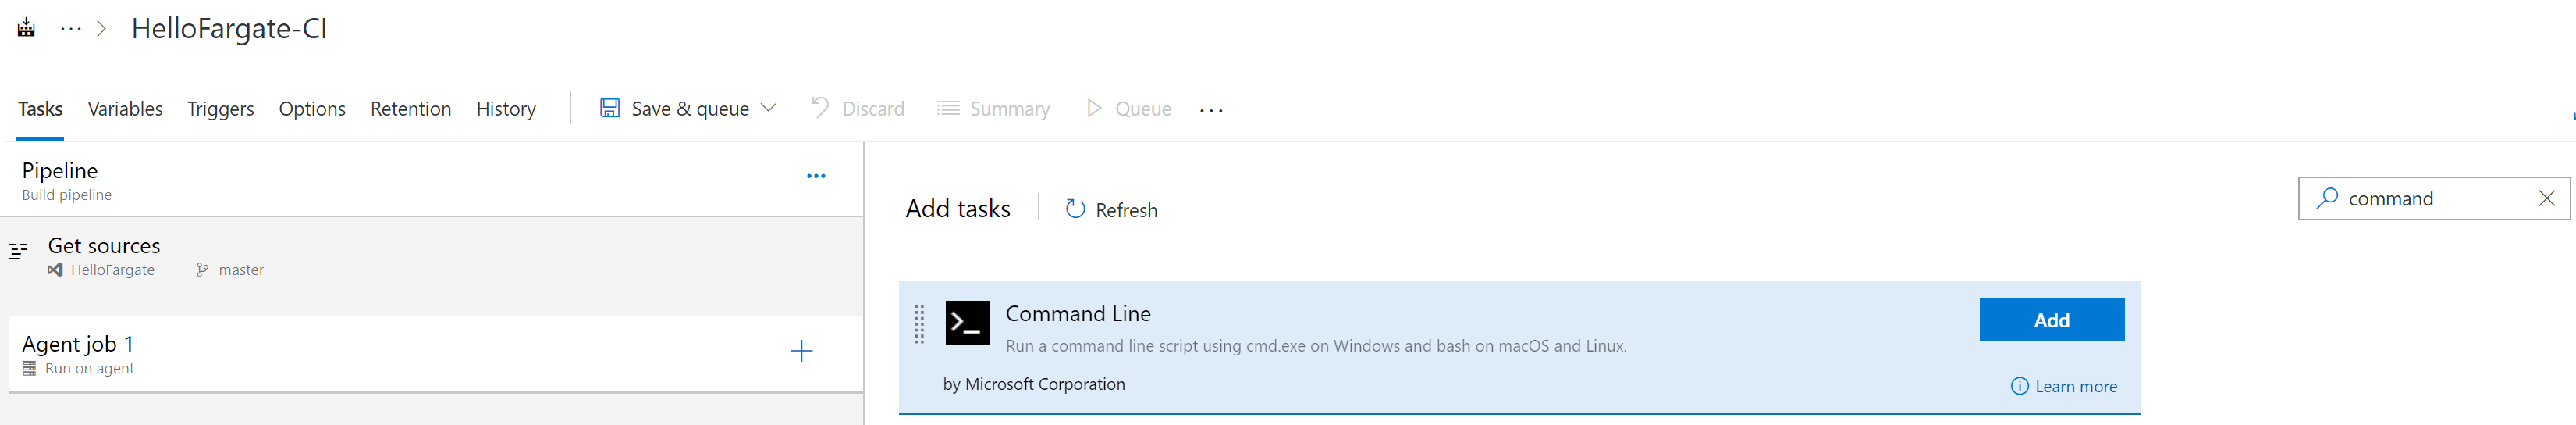 ··· > HelloFargate-CI
Tasks Variables Triggers Options Retention History Save & queue Discard Summary Queue ···
Pipeline
Build pipeline
···
Get sources
HelloFargate master
Agent job 1
Run on agent
Add tasks Refresh
command
Command Line
Run a command line script using cmd.exe on Windows and bash on macOS and Linux.
by Microsoft Corporation
Add
Learn more